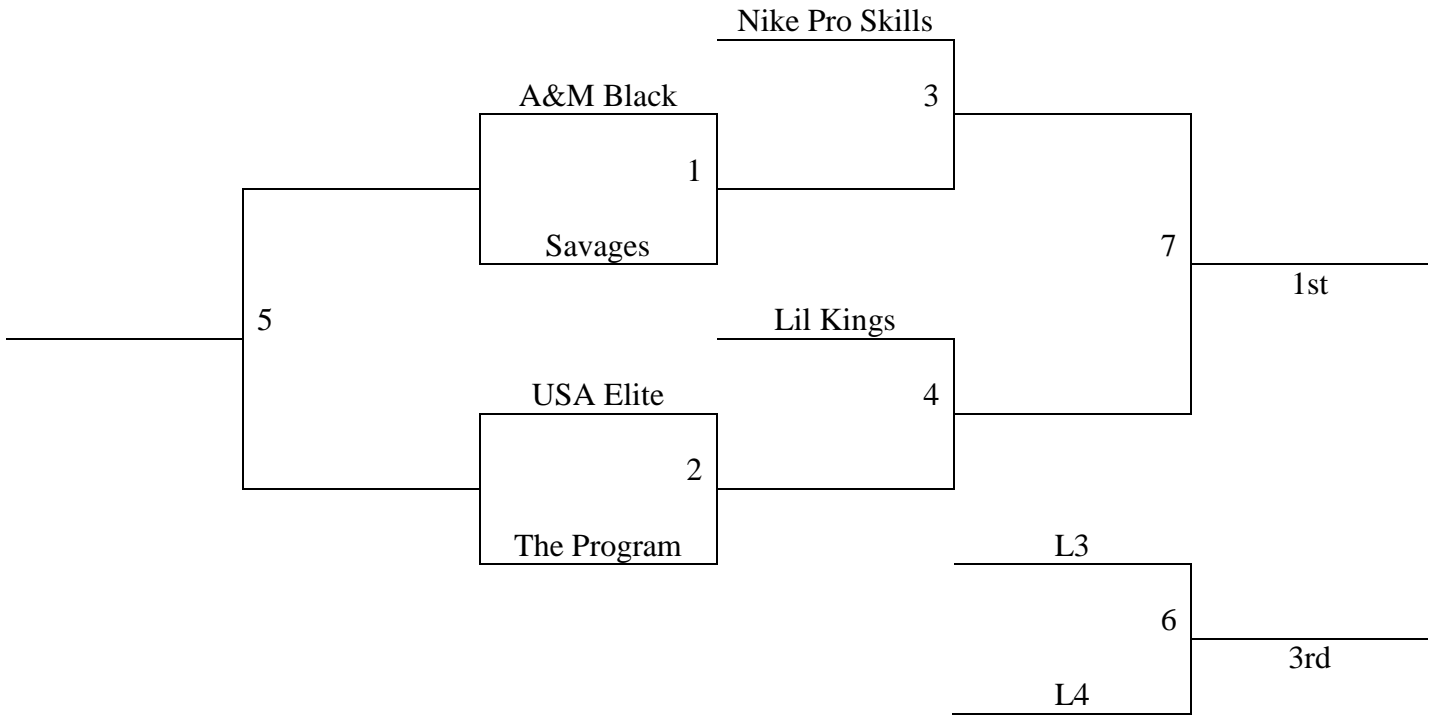 Nike Pro Skills
A&M Black
3
1
Savages
7
1st
5
Lil Kings
USA Elite
4
2
The Program
L3
6
3rd
L4